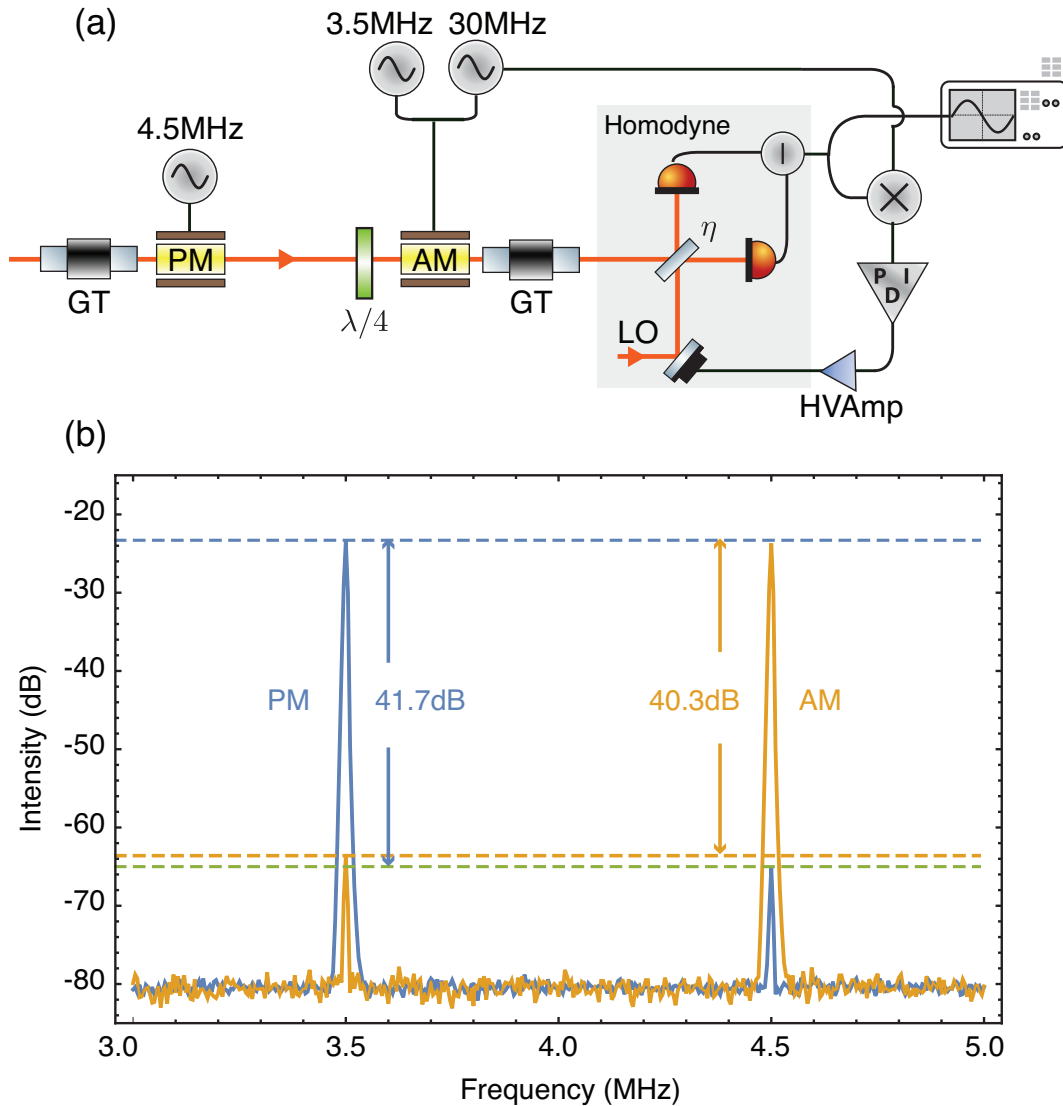 (a)
3.5MHz 30MHz
4.5MHz
Homodyne
PM
AM
η
GT
GT
λ/4
P I
D
LO
HVAmp
(b)
-20
-30
-40
PM 41.7dB 40.3dB AM
-50
-60
-70
-80
Intensity (dB)
3.0 3.5 4.0 4.5 5.0
Frequency (MHz)